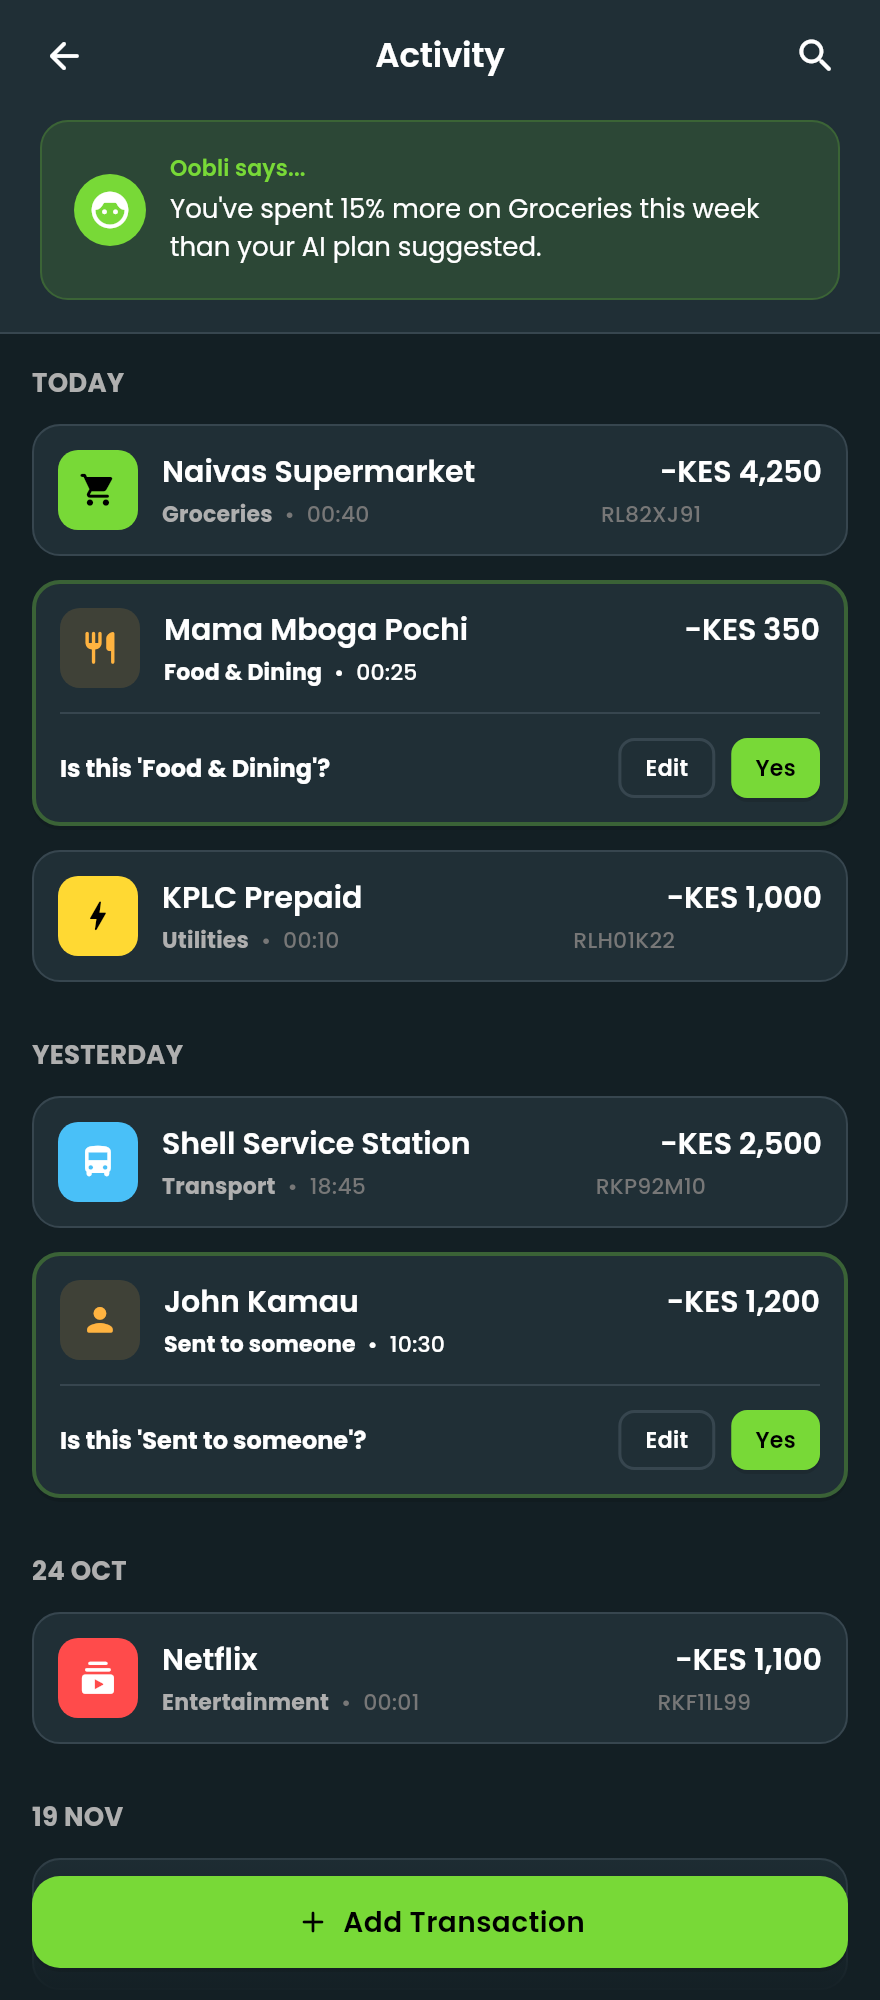 Activity
Oobli says...
You've spent 15% more on Groceries this week
than your AI plan suggested.
TODAY
Naivas Supermarket -KES 4,250
Groceries • 00:40 RL82XJ91
Mama Mboga Pochi -KES 350
Food & Dining • 00:25
Is this 'Food & Dining'? Edit Yes
KPLC Prepaid -KES 1,000
Utilities • 00:10 RLH01K22
YESTERDAY
Shell Service Station -KES 2,500
Transport • 18:45 RKP92M10
John Kamau -KES 1,200
Sent to someone • 10:30
Is this 'Sent to someone'? Edit Yes
24 OCT
Netflix -KES 1,100
Entertainment • 00:01 RKF11L99
19 NOV
+ Add Transaction